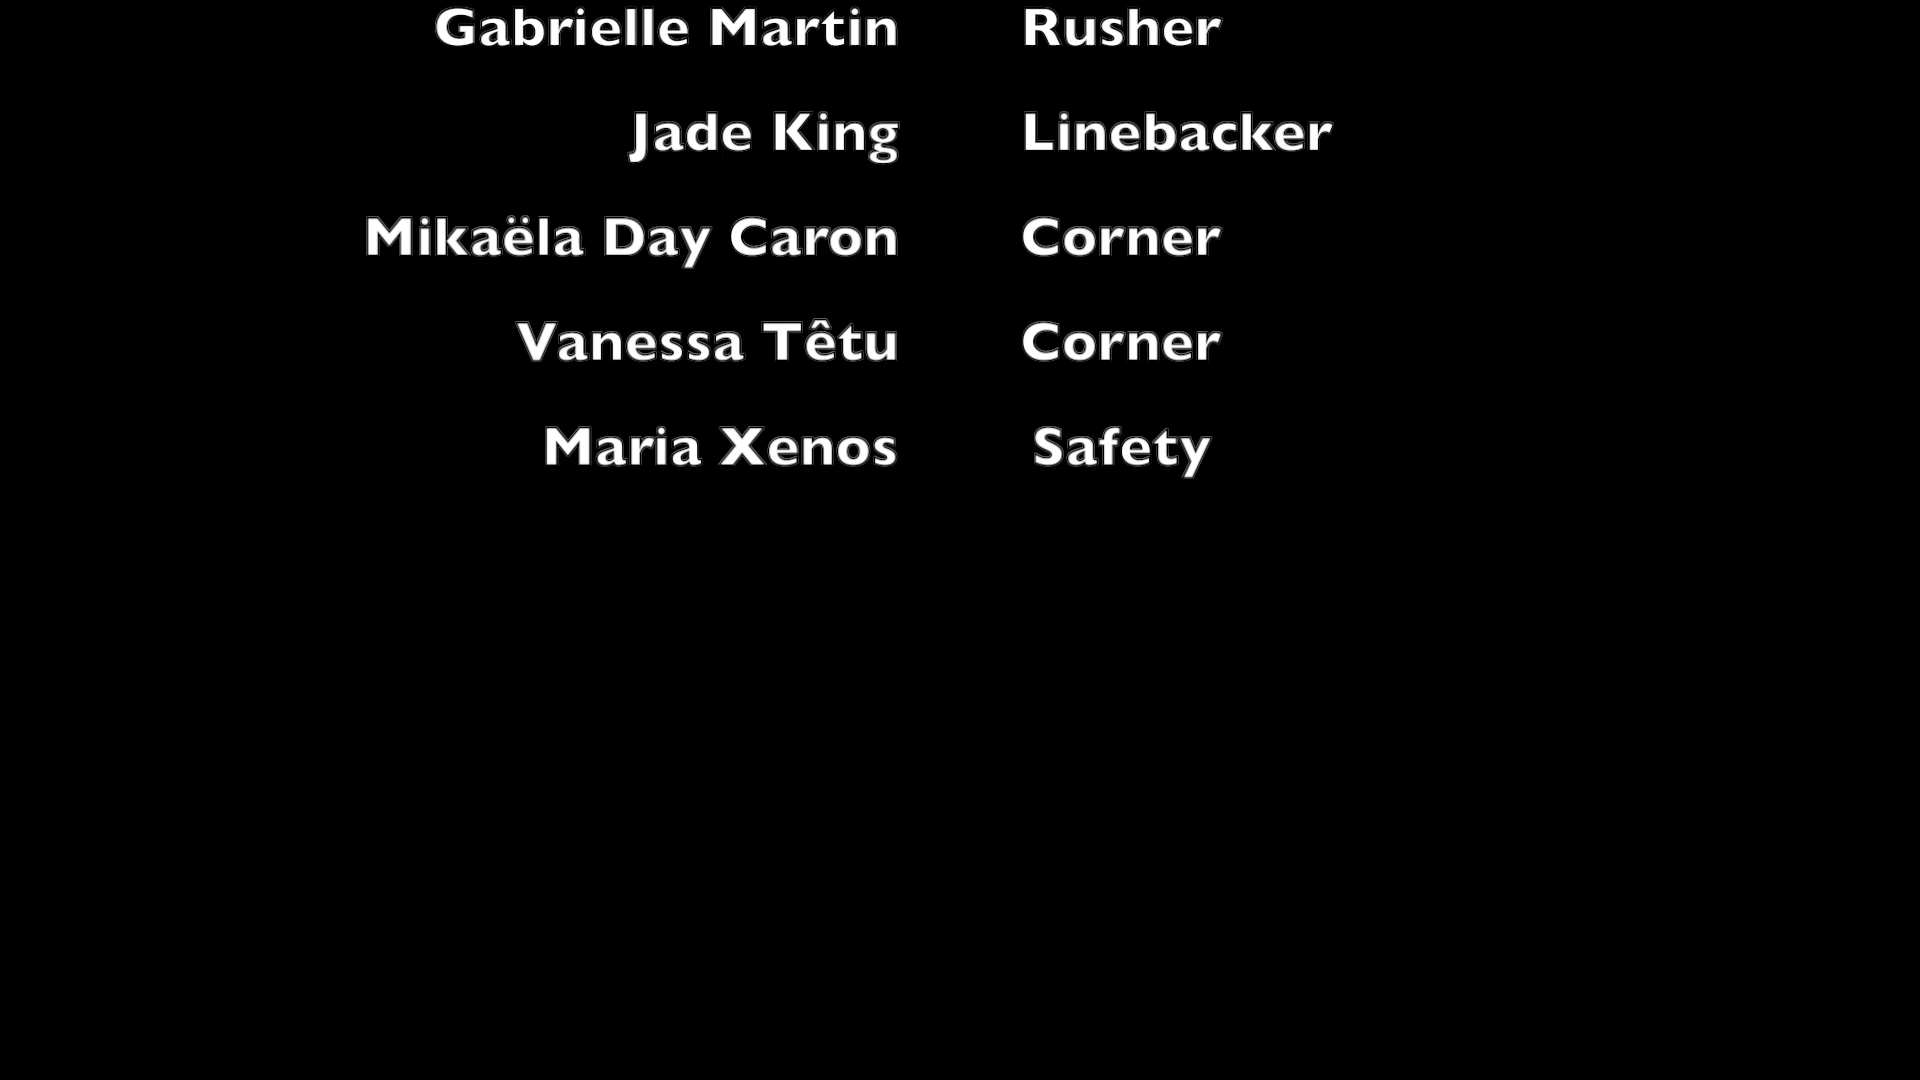 Gabrielle Martin Rusher
Jade King Linebacker
Mikaëla Day Caron Corner
Vanessa Têtu Corner
Maria Xenos Safety